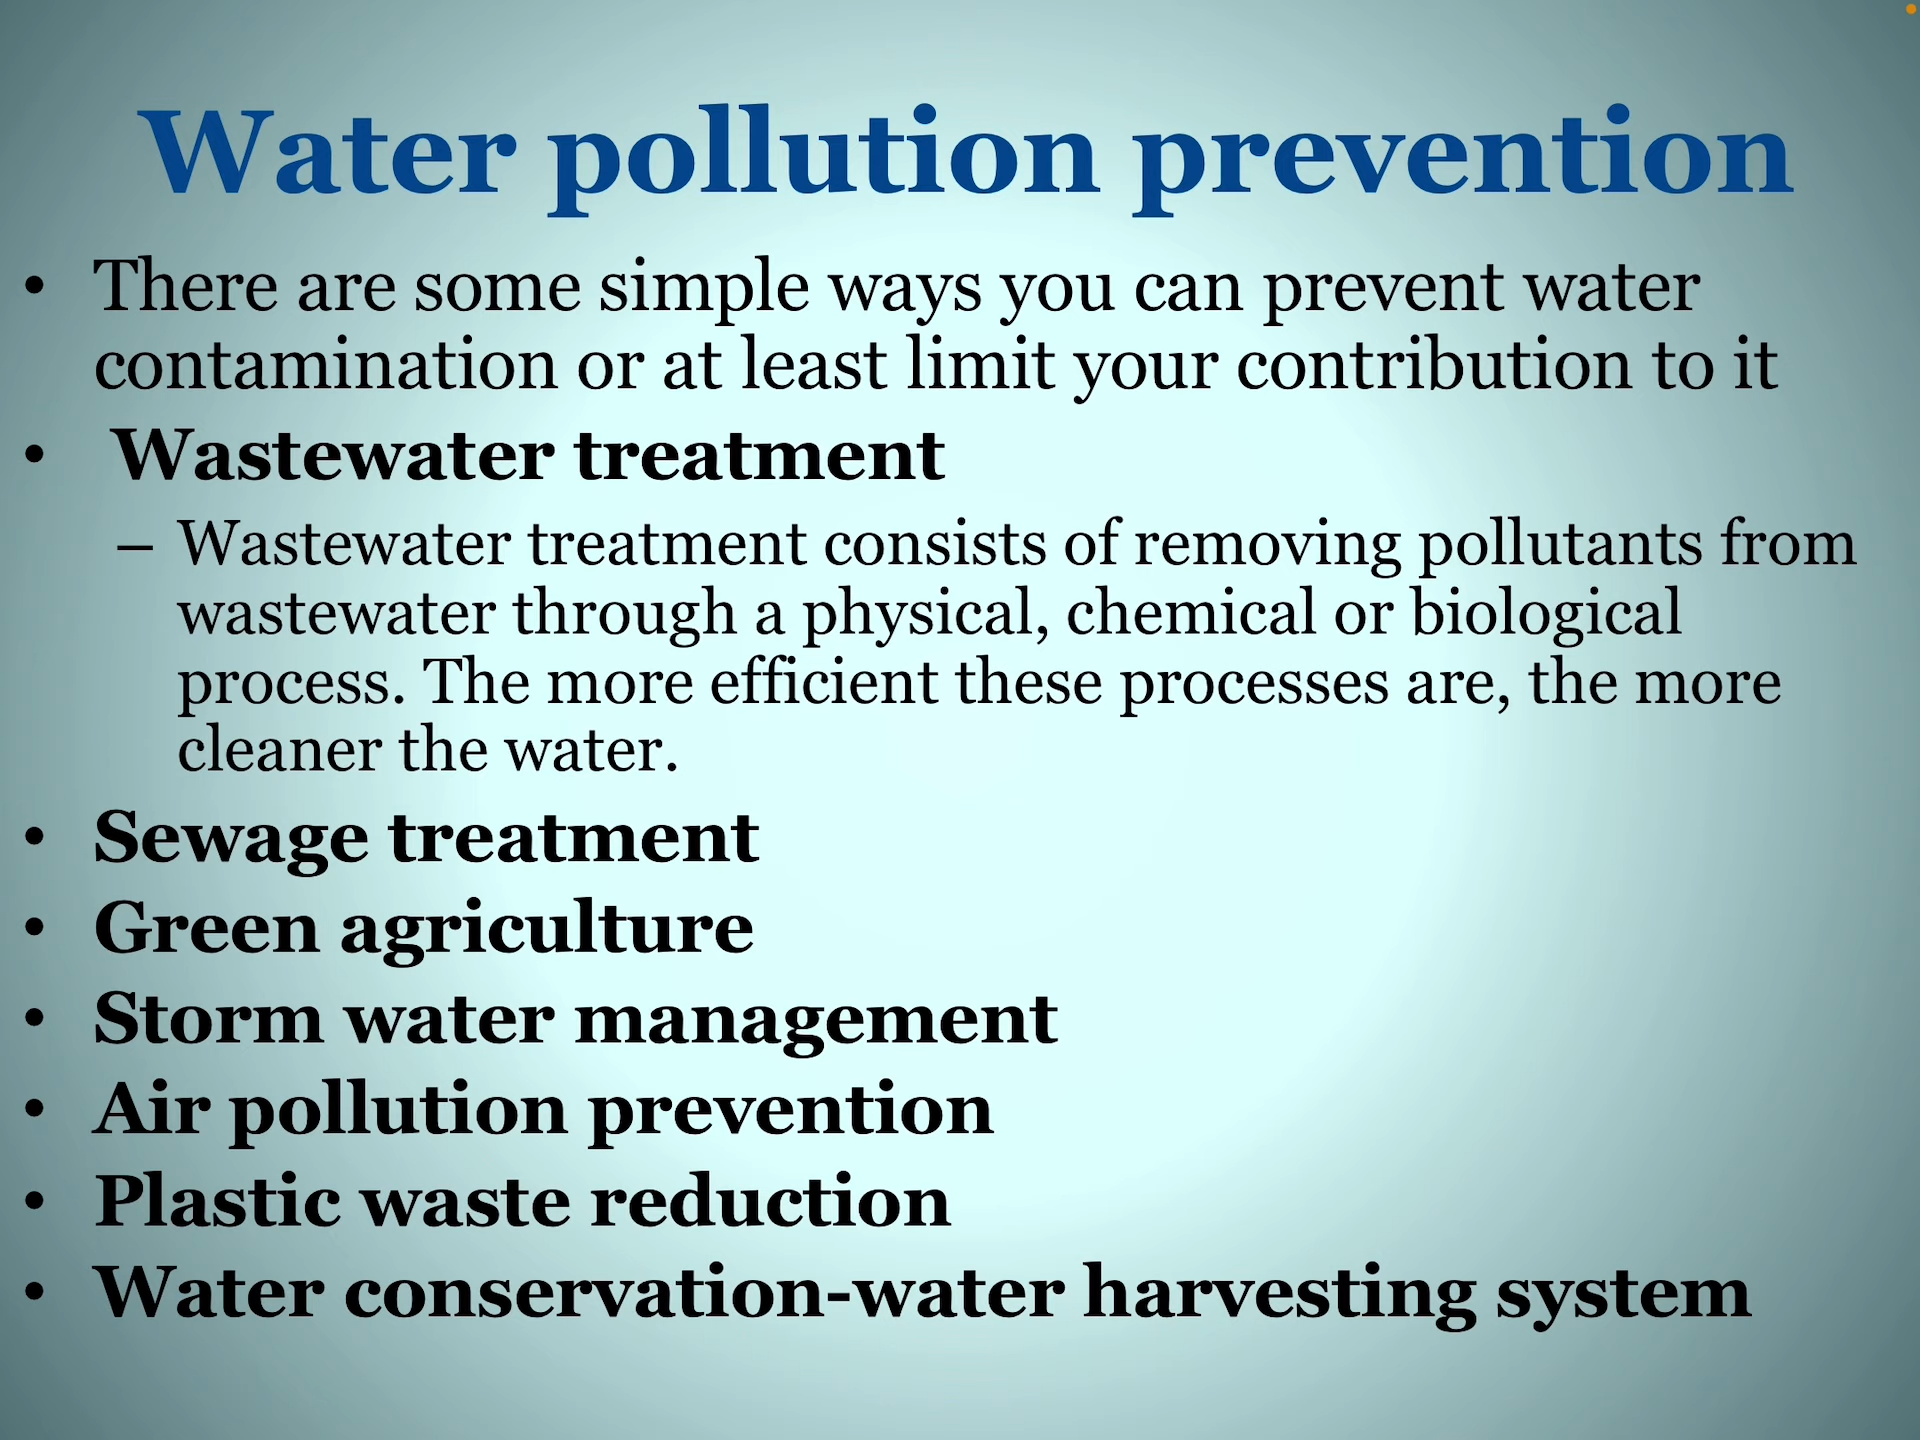 Water pollution prevention
• There are some simple ways you can prevent water
contamination or at least limit your contribution to it
• Wastewater treatment
– Wastewater treatment consists of removing pollutants from
wastewater through a physical, chemical or biological
process. The more efficient these processes are, the more
cleaner the water.
• Sewage treatment
• Green agriculture
• Storm water management
• Air pollution prevention
• Plastic waste reduction
• Water conservation-water harvesting system